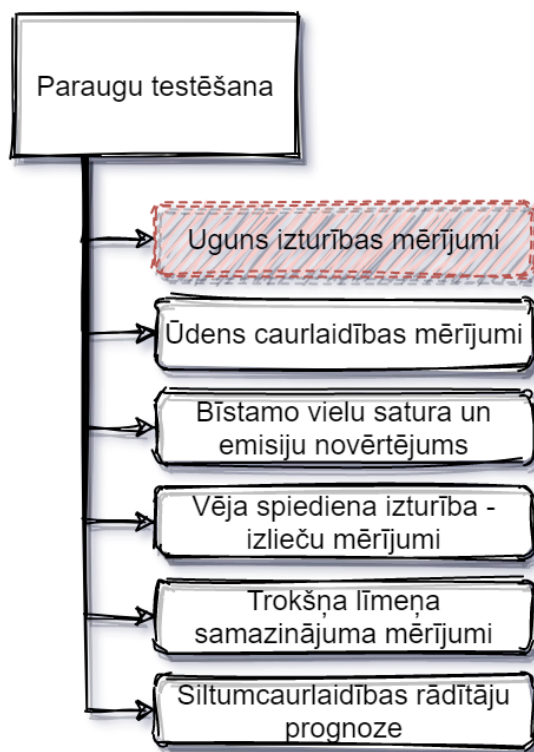 Paraugu testēšana
Uguns izturības mērījumi
Ūdens caurlaidības mērījumi
Bīstamo vielu satura un
emisiju novērtējums
Vēja spiediena izturība -
izlieču mērījumi
Trokšņa līmeņa
samazinājuma mērījumi
Siltumcaurlaidības rādītāju
prognoze